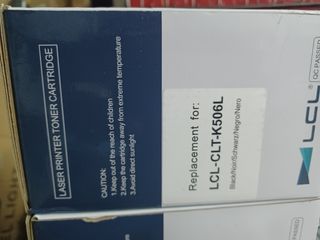 LASER PRINTER TONER CARTRIDGE
CAUTION:
1.Keep out of the reach of children
2.Keep the cartridge away from extreme temperature
3.Avoid direct sunlight
Replacement for:
LCL-CLT-K506L
Black/Noir/Schwarz/Negro/Nero
LCL
QC PASSED